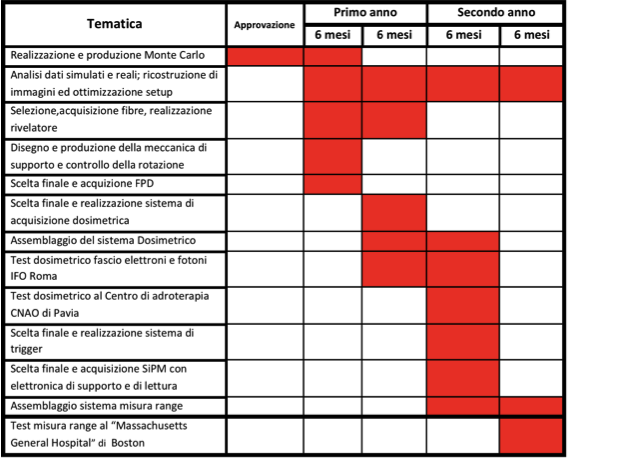 Tematica
Approvazione
Primo anno
Secondo anno
6 mesi
6 mesi
6 mesi
6 mesi
Realizzazione e produzione Monte Carlo
Analisi dati simulati e reali; ricostruzione di
immagini ed ottimizzazione setup
Selezione,acquisizione fibre, realizzazione
rivelatore
Disegno e produzione della meccanica di
supporto e controllo della rotazione
Scelta finale e acquizione FPD
Scelta finale e realizzazione sistema di
acquisizione dosimetrica
Assemblaggio del sistema Dosimetrico
Test dosimetrico fascio elettroni e fotoni
IFO Roma
Test dosimetrico al Centro di adroterapia
CNAO di Pavia
Scelta finale e realizzazione sistema di
trigger
Scelta finale e acquisizione SiPM con
elettronica di supporto e di lettura
Assemblaggio sistema misura range
Test misura range al “Massachusetts
General Hospital” di Boston